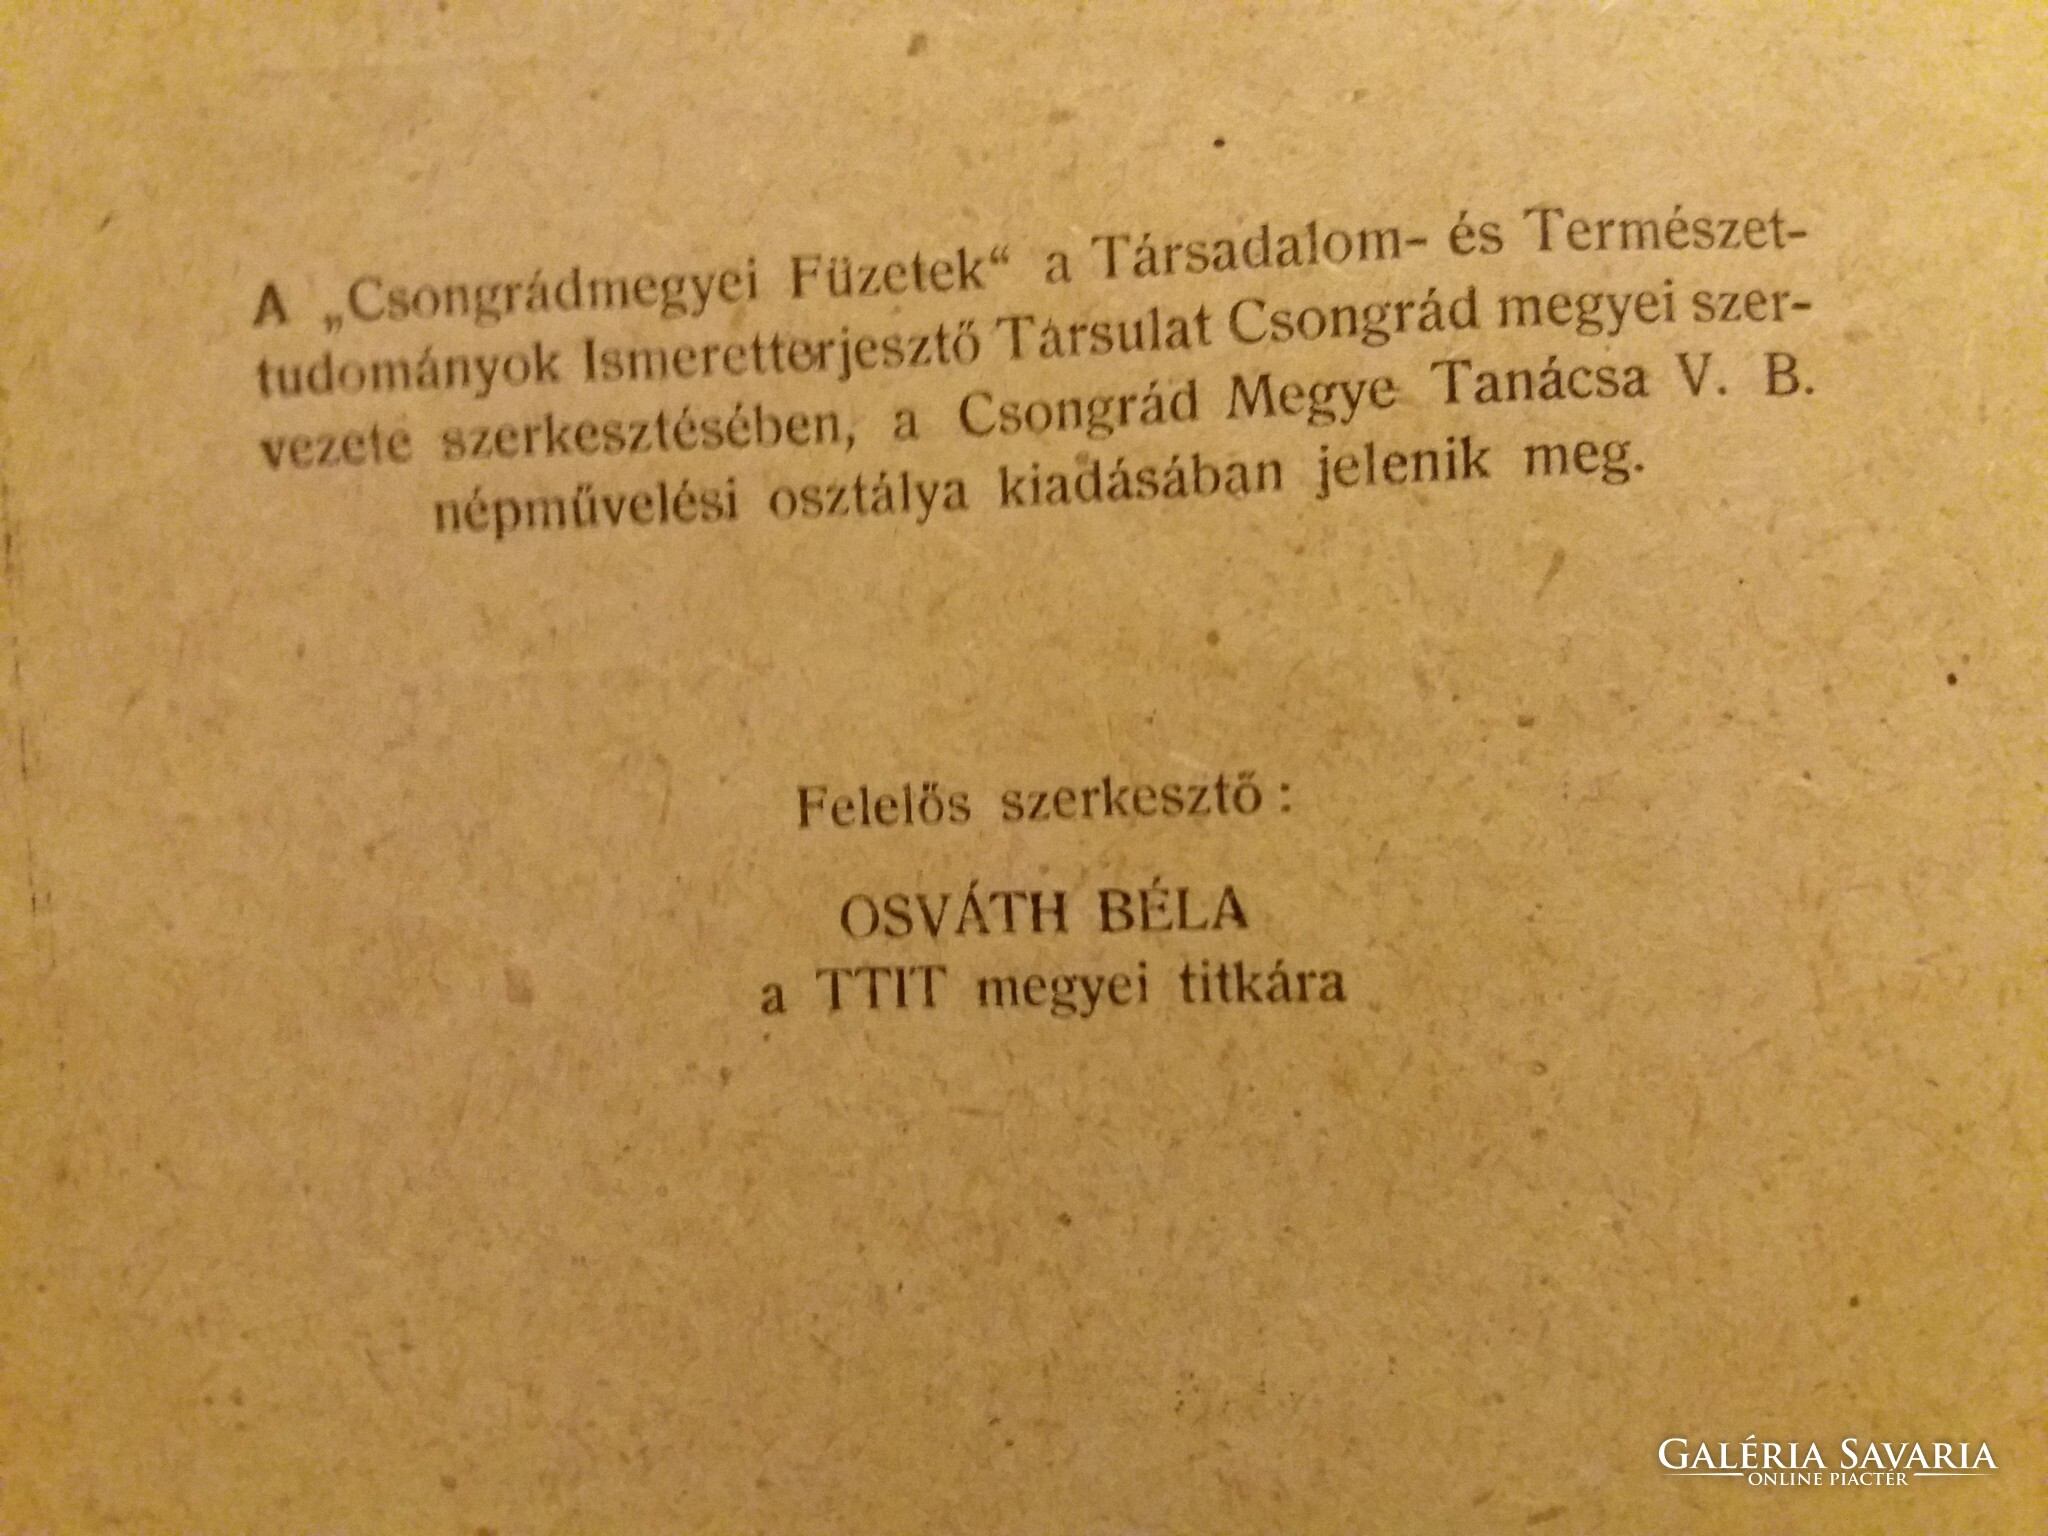 A „Csongrádmegyei Füzetek“ a Társadalom- és Természet-
tudományok Ismeretterjesztő Társulat Csongrád megyei szer-
vezete szerkesztésében, a Csongrád Megye Tanácsa V. B.
népművelési osztálya kiadásában jelenik meg.
Felelős szerkesztő :
OSVÁTH BÉLA
a TTIT megyei titkára
GALÉRIA SAVARIA
ONLINE PIACTÉR